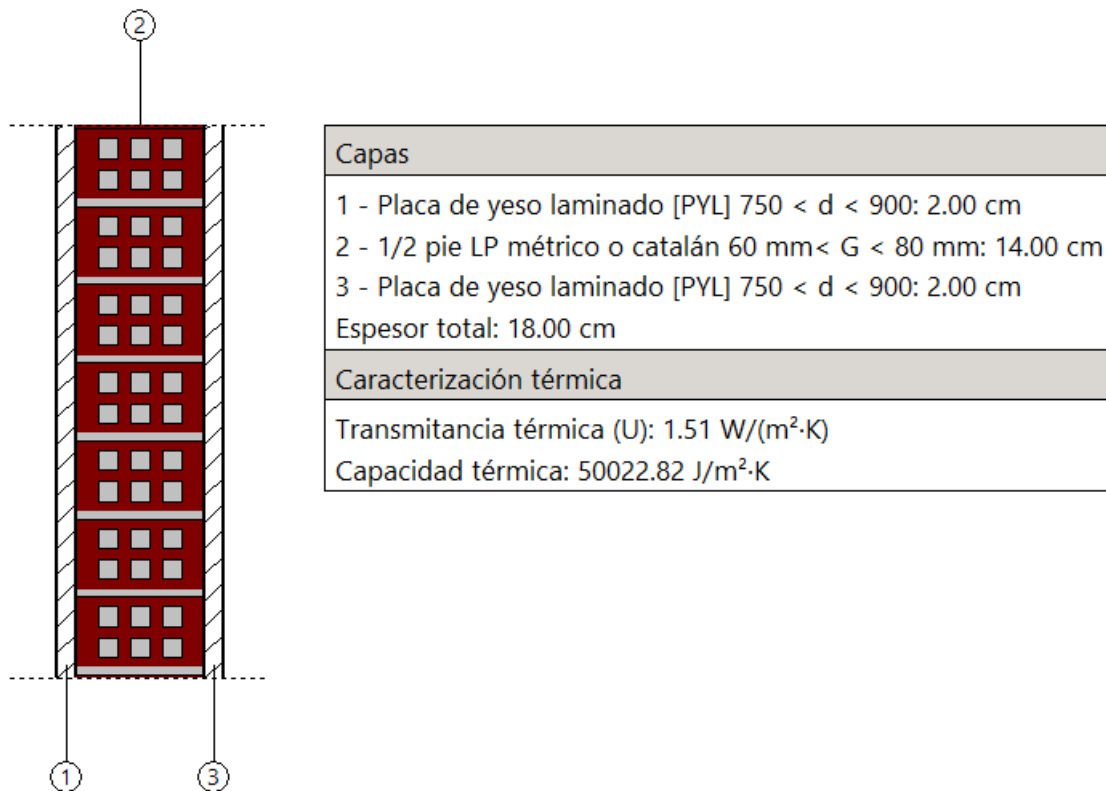 2
Capas
1 - Placa de yeso laminado [PYL] 750 < d < 900: 2.00 cm
2 - 1/2 pie LP métrico o catalán 60 mm< G < 80 mm: 14.00 cm
3 - Placa de yeso laminado [PYL] 750 < d < 900: 2.00 cm
Espesor total: 18.00 cm
Caracterización térmica
Transmitancia térmica (U): 1.51 W/(m²·K)
Capacidad térmica: 50022.82 J/m²·K
1 3